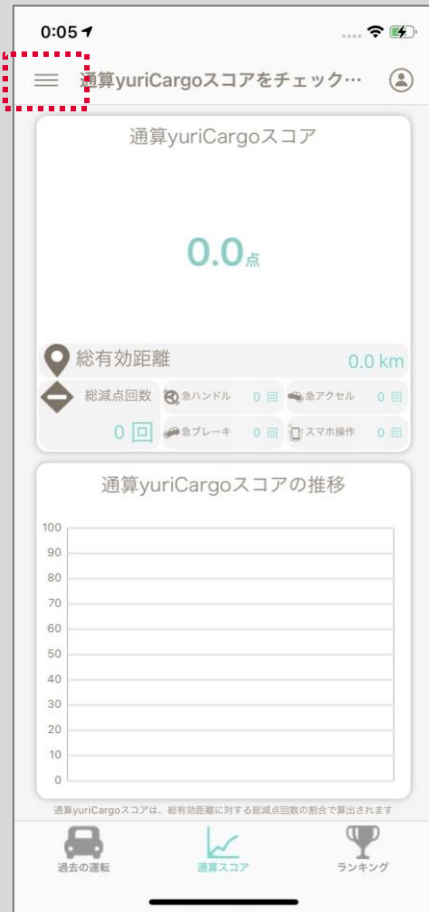 0:05
通算yuriCargoスコアをチェック…
通算yuriCargoスコア
0.0点
総有効距離 0.0 km
総減点回数 急ハンドル 0 回 急アクセル 0 回
0 回 急ブレーキ 0 回 スマホ操作 0 回
通算yuriCargoスコアの推移
100
90
80
70
60
50
40
30
20
10
0
通算yuriCargoスコアは、総有効距離に対する総減点回数の割合で算出されます
過去の運転 通算スコア ランキング